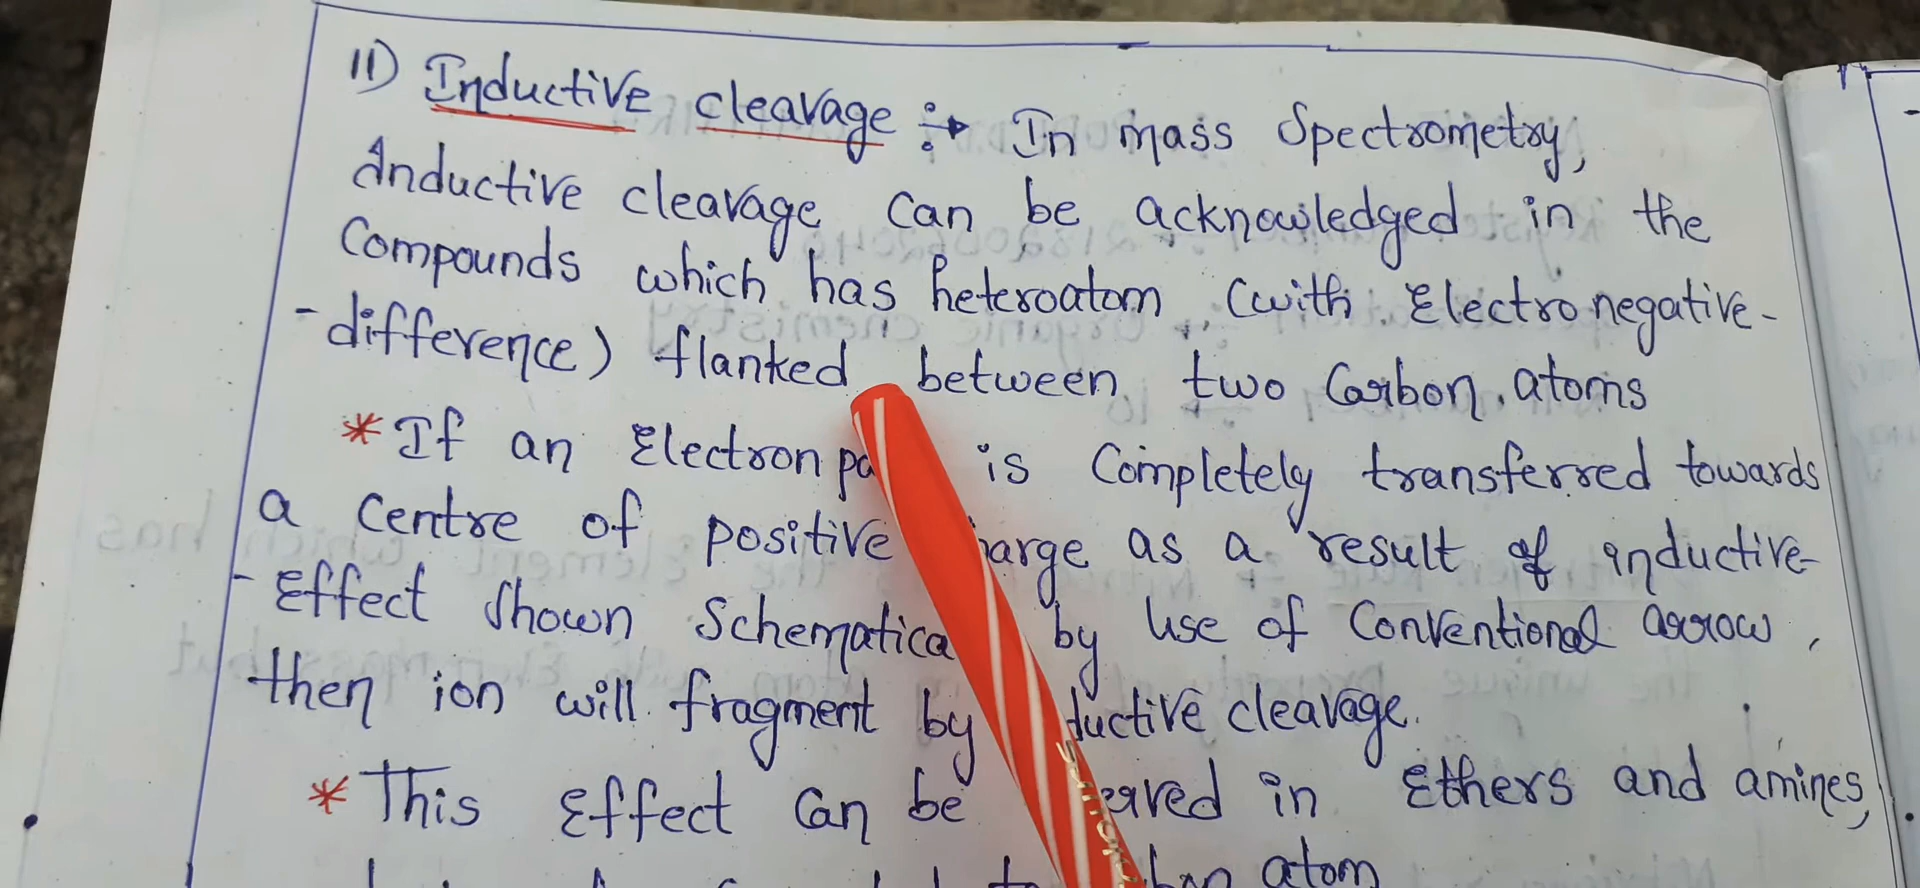 11) Inductive cleavage :→ In mass Spectrometry,
Inductive cleavage can be acknowledged in the
Compounds which has heteroatom (with Electronegative-
-difference) flanked between two Carbon atoms
* If an Electron is Completely transferred towards
a Centre of positive as a result of inductive-
-Effect shown by use of Conventional arrow,
then ion will fragment by cleavage.
* This Effect can be in Ethers and amines,
atom